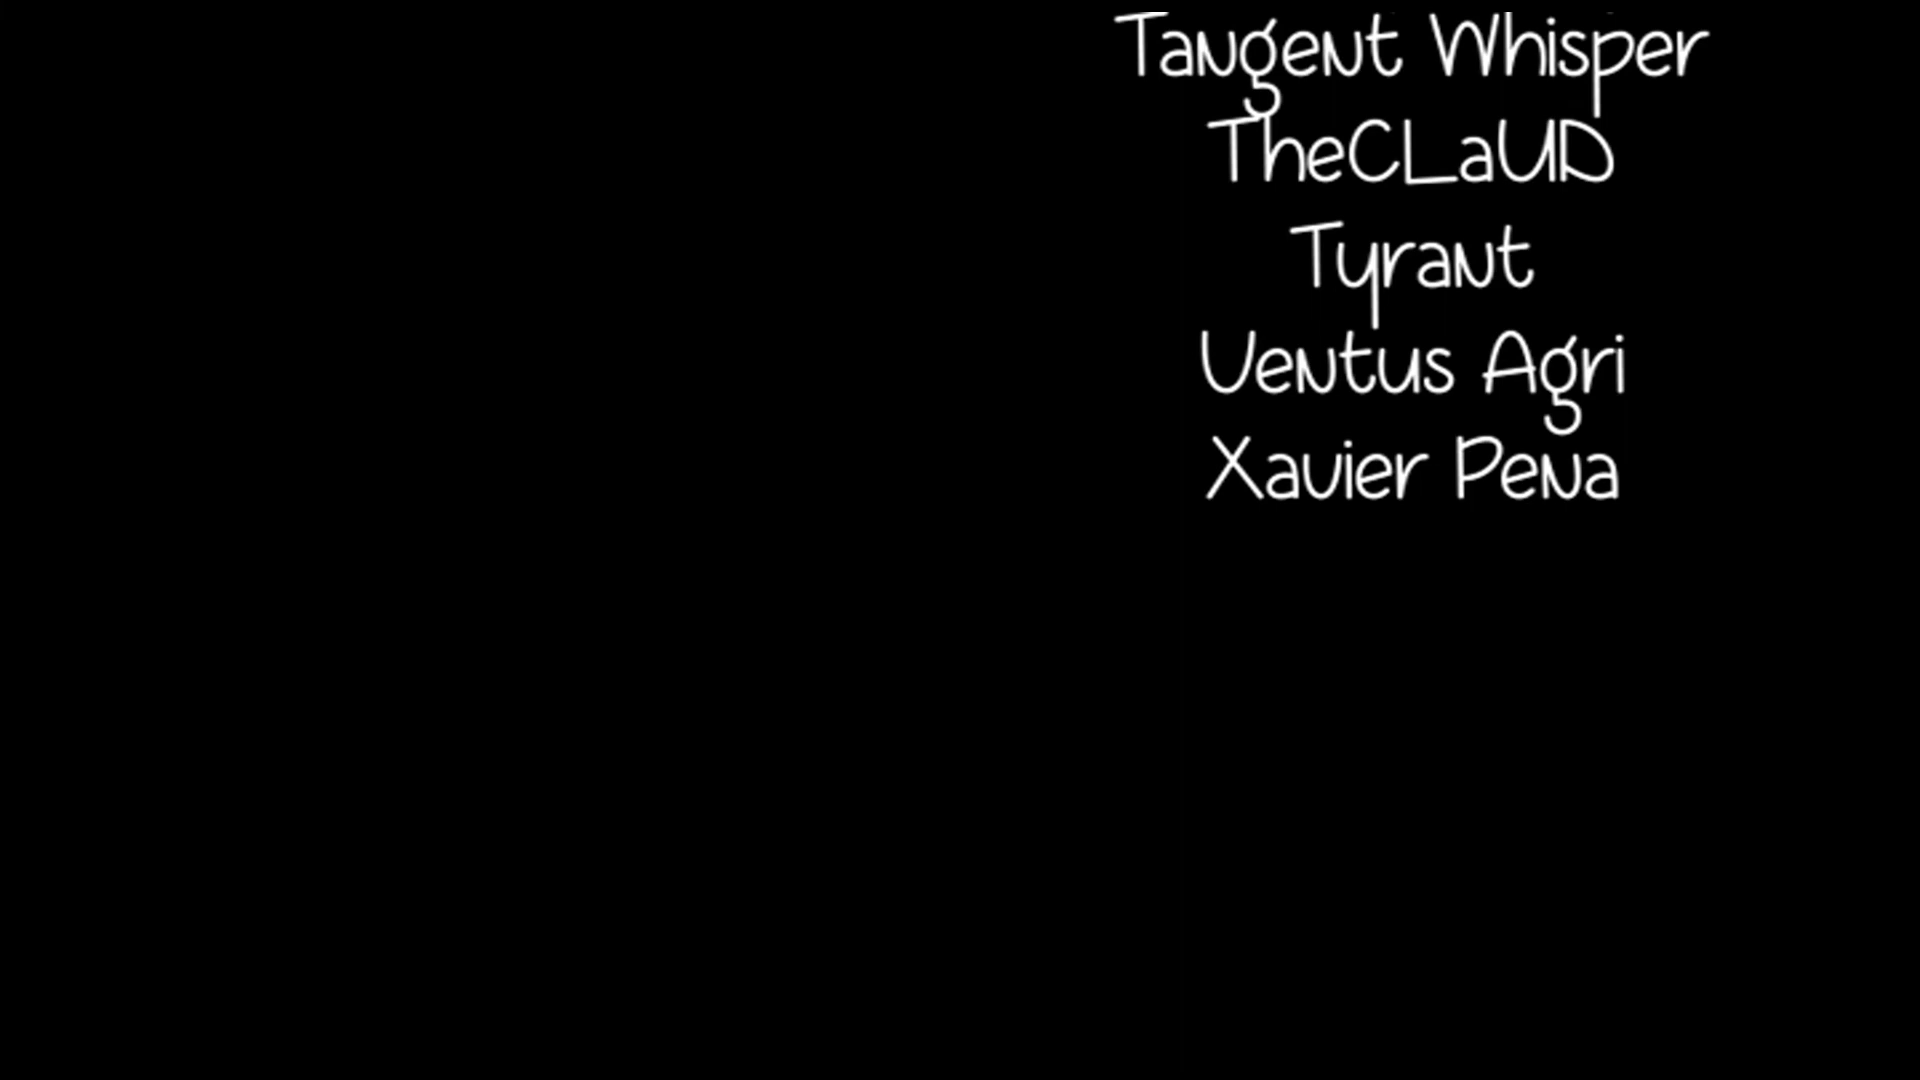 Tangent Whisper
TheCLaUD
Tyrant
Ventus Agri
Xavier Pena